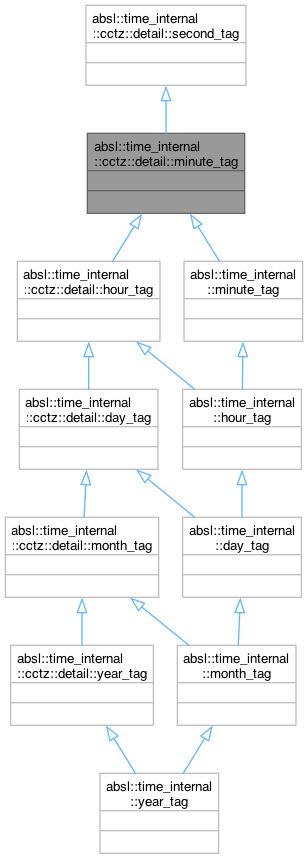 absl::time_internal
::cctz::detail::second_tag
absl::time_internal
::cctz::detail::minute_tag
absl::time_internal
::cctz::detail::hour_tag
absl::time_internal
::minute_tag
absl::time_internal
::cctz::detail::day_tag
absl::time_internal
::hour_tag
absl::time_internal
::cctz::detail::month_tag
absl::time_internal
::day_tag
absl::time_internal
::cctz::detail::year_tag
absl::time_internal
::month_tag
absl::time_internal
::year_tag